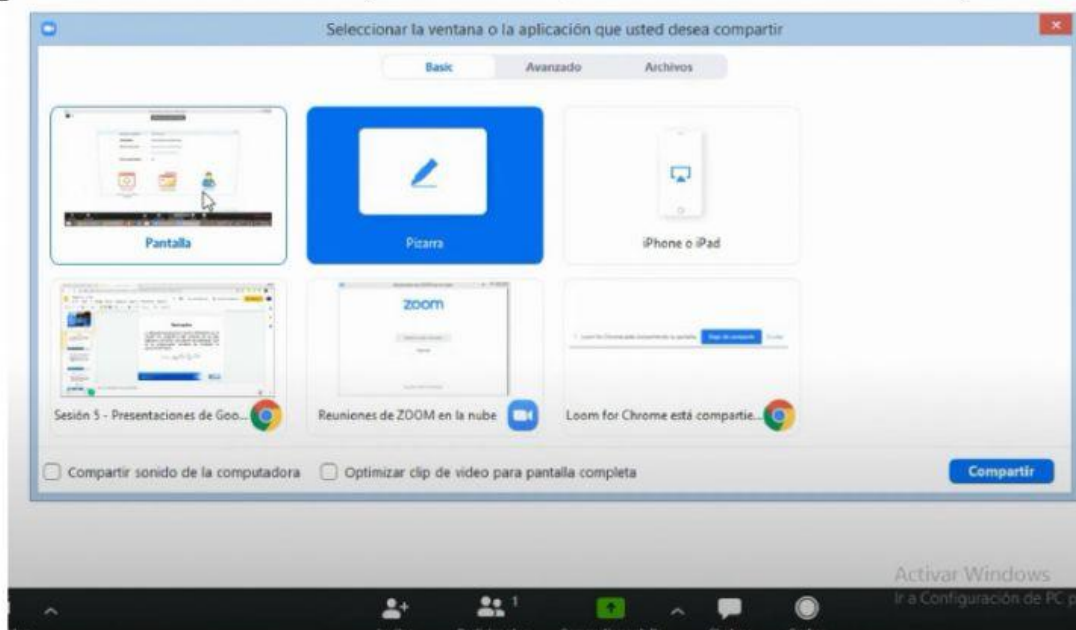 Seleccionar la ventana o la aplicación que usted desea compartir
Basic
Avanzado
Archivos
Pantalla
Pizarra
iPhone o iPad
zoom
Sesión 5 - Presentaciones de Goo...
Reuniones de ZOOM en la nube
Loom for Chrome está compartie...
Compartir sonido de la computadora
Optimizar clip de video para pantalla completa
Compartir
Activar Windows
Ir a Configuración de PC p
1